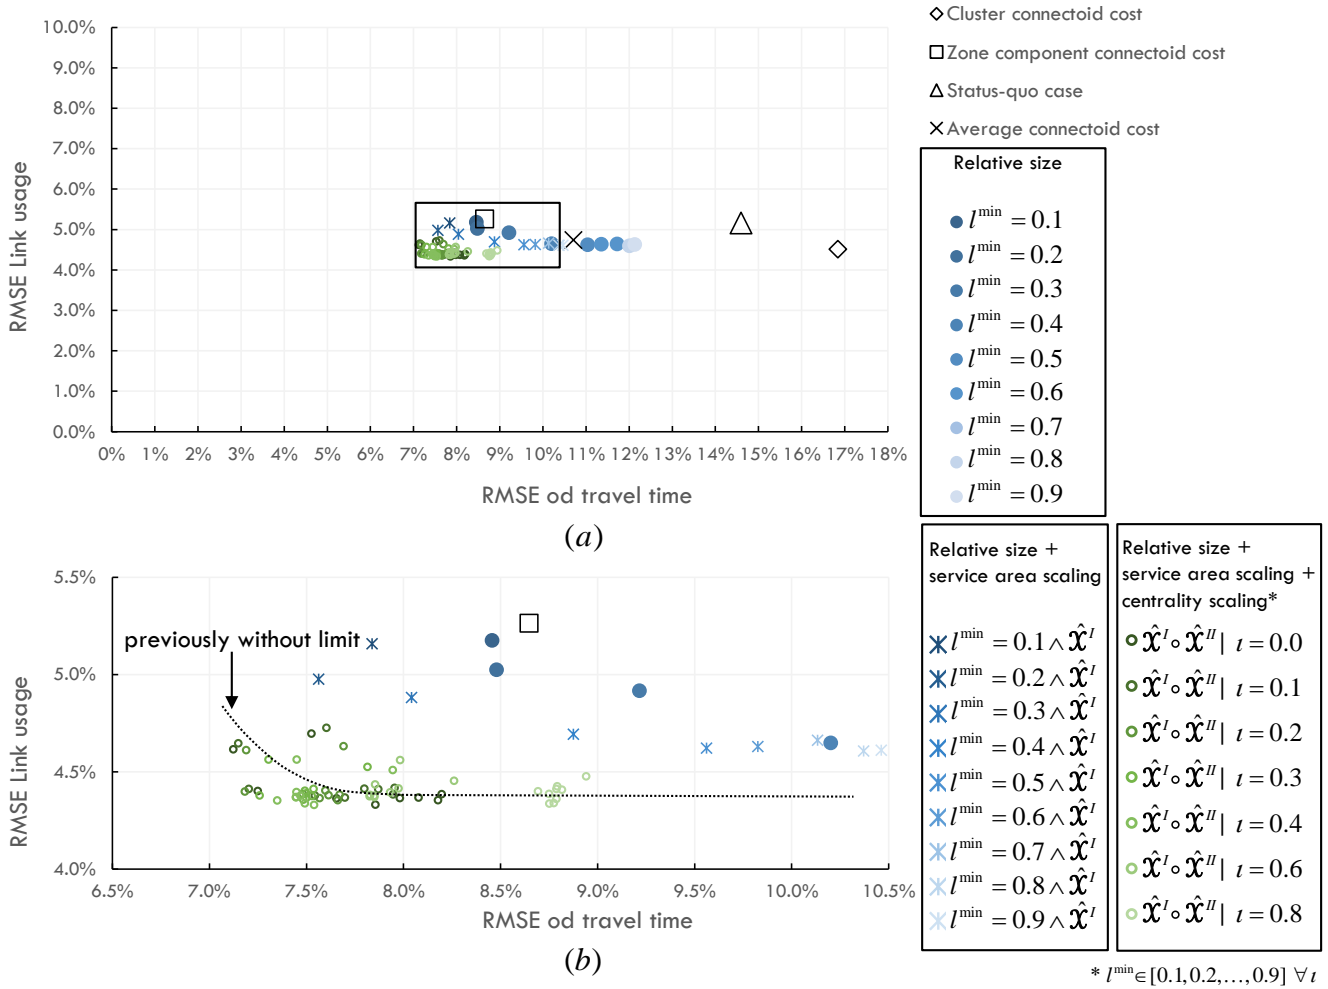 10.0%
9.0%
8.0%
7.0%
6.0%
5.0%
4.0%
3.0%
2.0%
1.0%
0.0%
RMSE Link usage
0% 1% 2% 3% 4% 5% 6% 7% 8% 9% 10% 11% 12% 13% 14% 15% 16% 17% 18%
RMSE od travel time
(a)
Cluster connectoid cost
Zone component connectoid cost
Status-quo case
Average connectoid cost
Relative size
l^min = 0.1
l^min = 0.2
l^min = 0.3
l^min = 0.4
l^min = 0.5
l^min = 0.6
l^min = 0.7
l^min = 0.8
l^min = 0.9
5.5%
5.0%
4.5%
4.0%
RMSE Link usage
previously without limit
6.5% 7.0% 7.5% 8.0% 8.5% 9.0% 9.5% 10.0% 10.5%
RMSE od travel time
(b)
Relative size +
service area scaling
l^min = 0.1 ∧ 𝒳̂^I
l^min = 0.2 ∧ 𝒳̂^I
l^min = 0.3 ∧ 𝒳̂^I
l^min = 0.4 ∧ 𝒳̂^I
l^min = 0.5 ∧ 𝒳̂^I
l^min = 0.6 ∧ 𝒳̂^I
l^min = 0.7 ∧ 𝒳̂^I
l^min = 0.8 ∧ 𝒳̂^I
l^min = 0.9 ∧ 𝒳̂^I
Relative size +
service area scaling +
centrality scaling*
𝒳̂^I ∘ 𝒳̂^II | ι = 0.0
𝒳̂^I ∘ 𝒳̂^II | ι = 0.1
𝒳̂^I ∘ 𝒳̂^II | ι = 0.2
𝒳̂^I ∘ 𝒳̂^II | ι = 0.3
𝒳̂^I ∘ 𝒳̂^II | ι = 0.4
𝒳̂^I ∘ 𝒳̂^II | ι = 0.6
𝒳̂^I ∘ 𝒳̂^II | ι = 0.8
* l^min ∈ [0.1,0.2,...,0.9] ∀ι